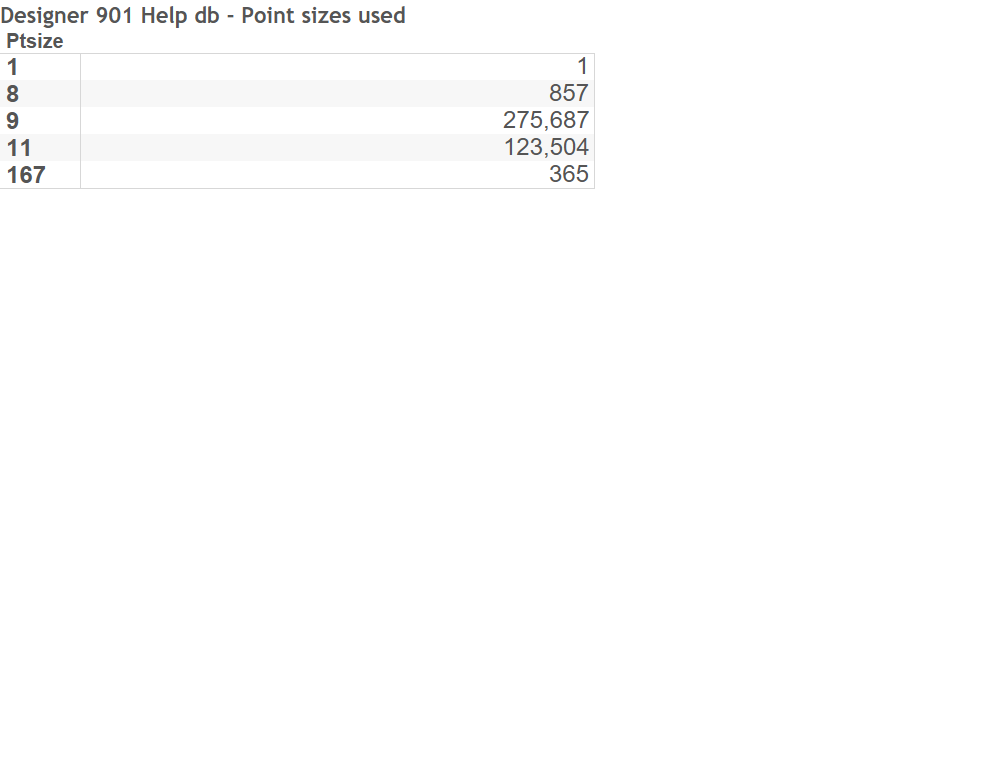 Designer 901 Help db - Point sizes used
Ptsize
1 1
8 857
9 275,687
11 123,504
167 365